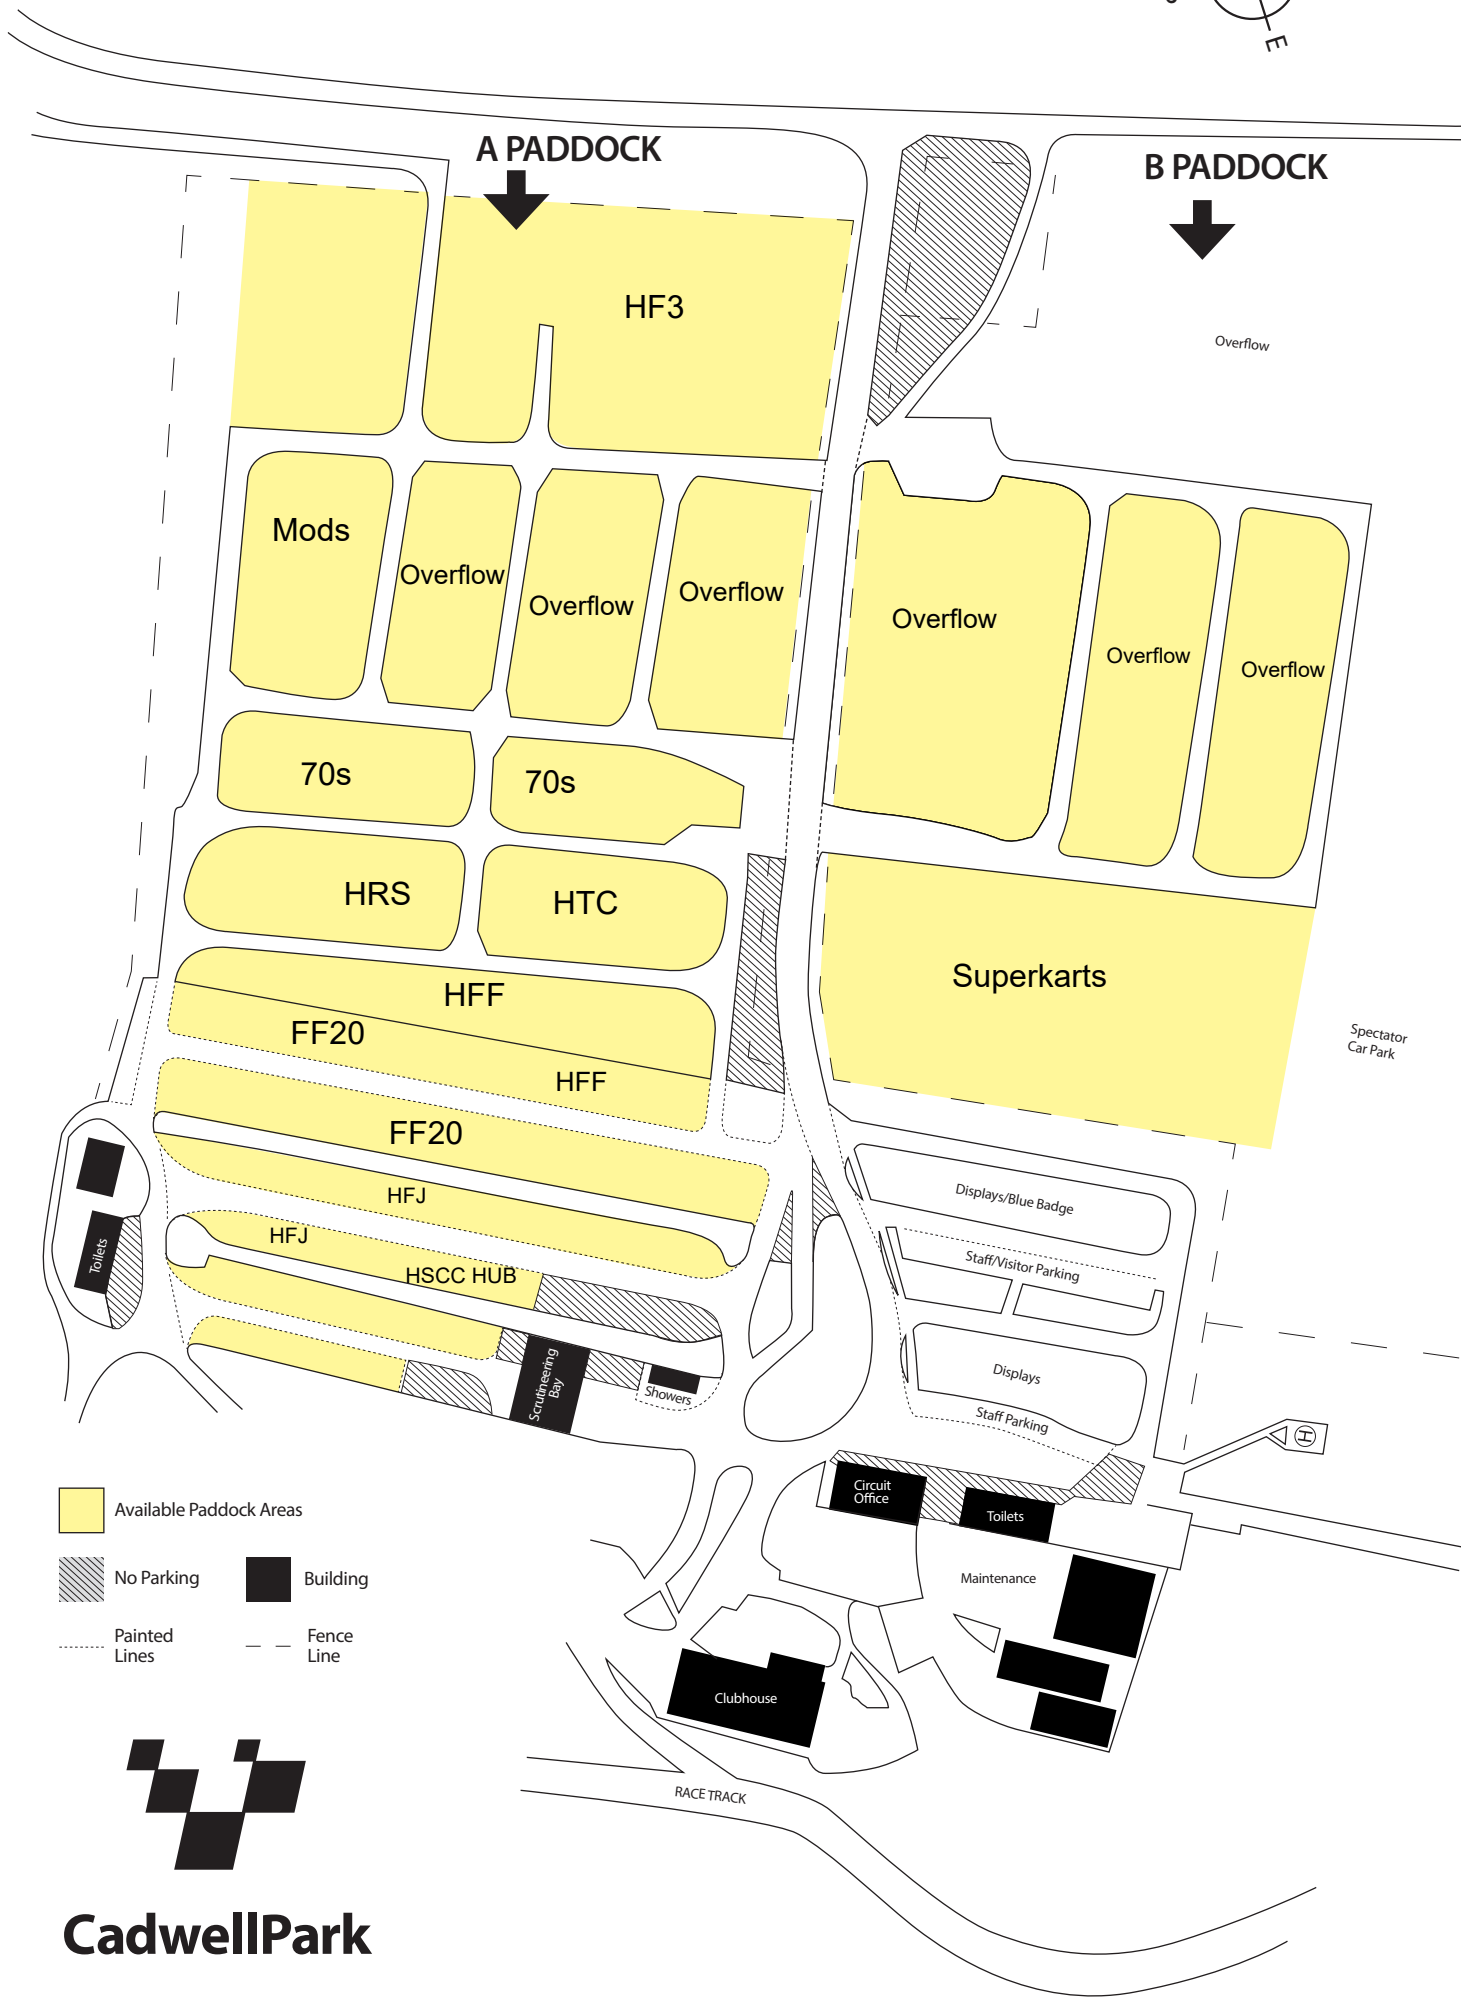 E
A PADDOCK
B PADDOCK
HF3
Overflow
Mods
Overflow
Overflow
Overflow
Overflow
Overflow
Overflow
70s
70s
HRS
HTC
Superkarts
HFF
FF20
HFF
Spectator
Car Park
FF20
HFJ
HFJ
HSCC HUB
Displays/Blue Badge
Staff/Visitor Parking
Toilets
Scrutineering
Bay
Showers
Displays
Staff Parking
H
Circuit
Office
Toilets
Maintenance
Clubhouse
RACE TRACK
Available Paddock Areas
No Parking
Building
Painted
Lines
Fence
Line
CadwellPark